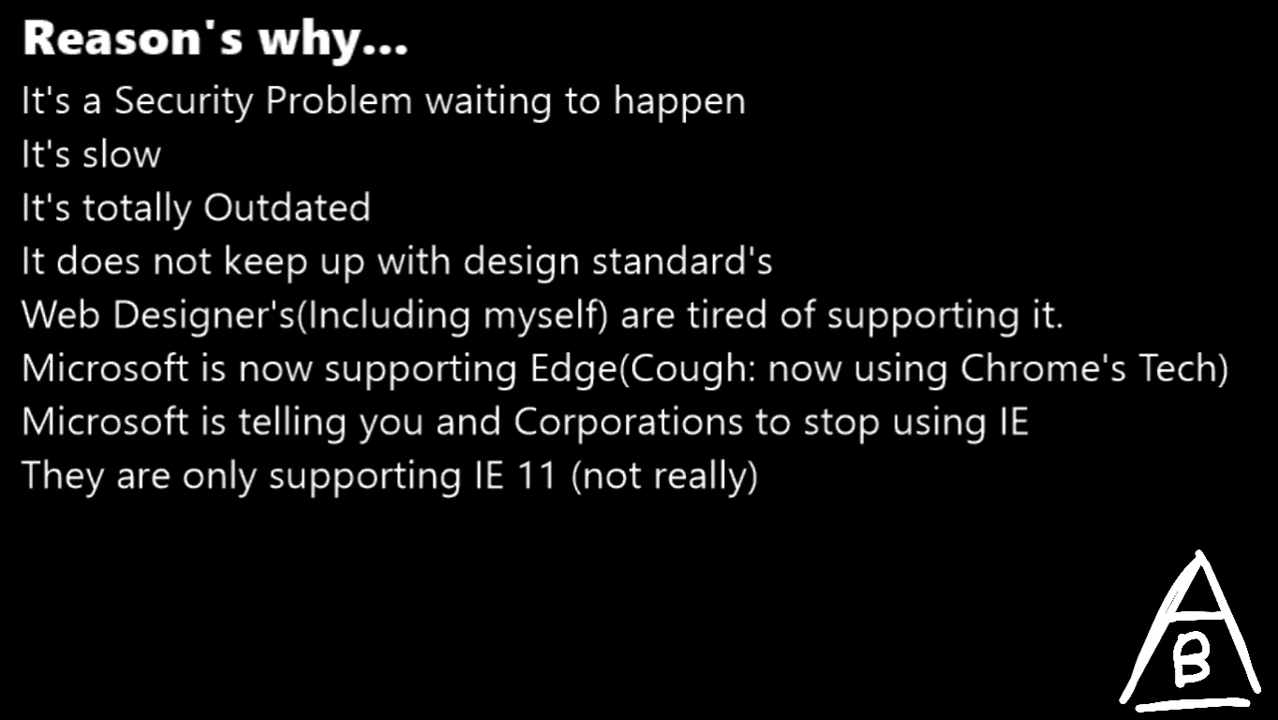 Reason's why...
It's a Security Problem waiting to happen
It's slow
It's totally Outdated
It does not keep up with design standard's
Web Designer's(Including myself) are tired of supporting it.
Microsoft is now supporting Edge(Cough: now using Chrome's Tech)
Microsoft is telling you and Corporations to stop using IE
They are only supporting IE 11 (not really)
A
B